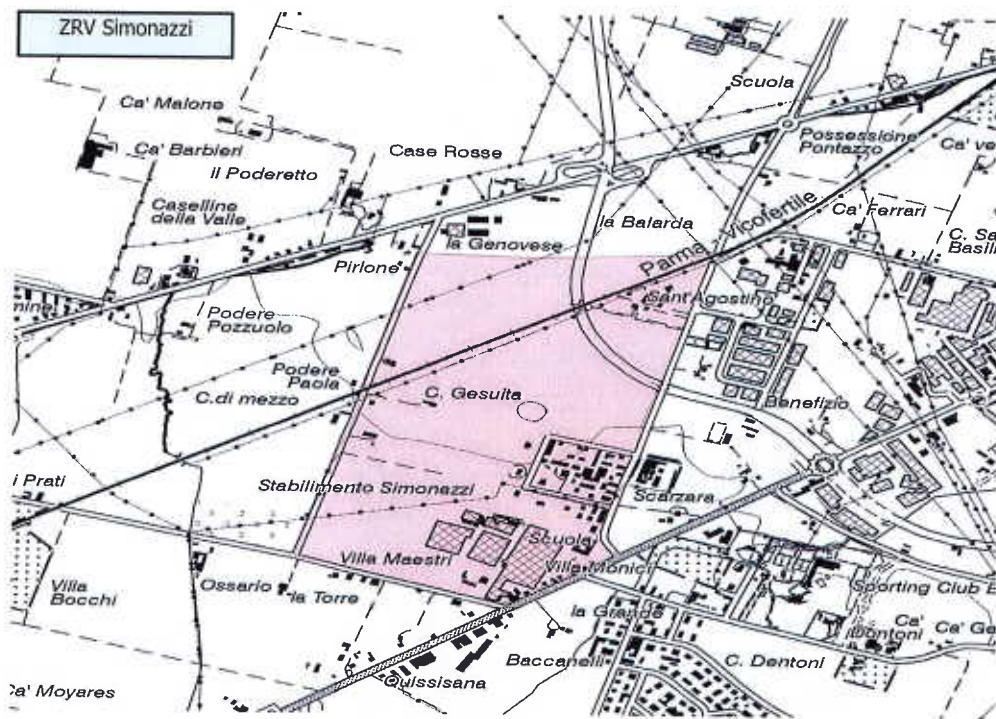 ZRV Simonazzi
Scuola
Ca' Malone
Possessione
Pontazzo
Ca' Barbieri
Case Rosse
Il Poderetto
Caselline
della Valle
la Balarda
Ca' Ferrari
la Genovese
Parma Vicofertile
Pirlone
Sant'Agostino
Podere
Pozzuolo
Podere
Paola
C. Gesuita
C.di mezzo
Benefizio
i Prati
Stabilimento Simonazzi
Scarzara
Scuola
Villa Maestri
Villa Monici
Villa
Bocchi
Ossario
la Torre
Sporting Club
la Grande
Baccanelli
C. Dentoni
Quissisana
Ca' Moyares